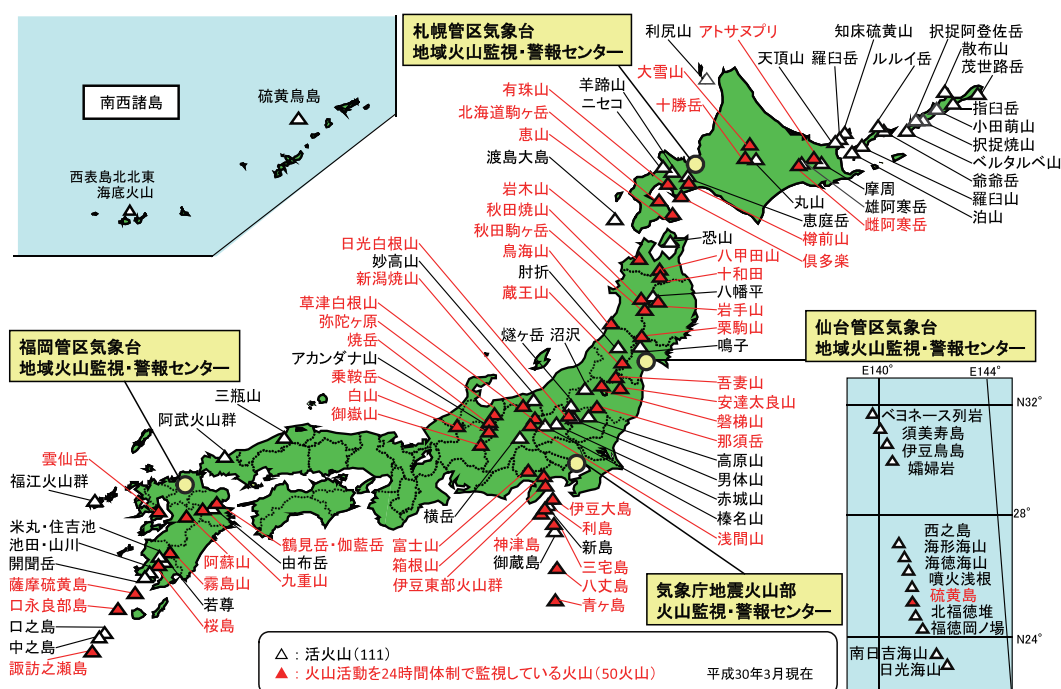 札幌管区気象台
地域火山監視・警報センター
利尻山
アトサヌプリ
知床硫黄山
択捉阿登佐岳
散布山
茂世路岳
天頂山
羅臼岳
ルルイ岳
大雪山
十勝岳
羊蹄山
ニセコ
有珠山
北海道駒ヶ岳
恵山
渡島大島
指臼岳
小田萌山
択捉焼山
ベルタルベ山
爺爺岳
羅臼山
泊山
摩周
雄阿寒岳
雌阿寒岳
丸山
恵庭岳
樽前山
倶多楽
南西諸島
硫黄鳥島
西表島北北東
海底火山
岩木山
秋田焼山
秋田駒ヶ岳
鳥海山
肘折
蔵王山
恐山
八甲田山
十和田
八幡平
岩手山
栗駒山
鳴子
日光白根山
妙高山
新潟焼山
草津白根山
弥陀ヶ原
焼岳
アカンダナ山
乗鞍岳
白山
御嶽山
燧ヶ岳
沼沢
仙台管区気象台
地域火山監視・警報センター
吾妻山
安達太良山
磐梯山
那須岳
高原山
男体山
赤城山
榛名山
浅間山
福岡管区気象台
地域火山監視・警報センター
三瓶山
阿武火山群
雲仙岳
福江火山群
米丸・住吉池
池田・山川
開聞岳
薩摩硫黄島
口永良部島
口之島
中之島
諏訪之瀬島
鶴見岳・伽藍岳
由布岳
九重山
阿蘇山
霧島山
若尊
桜島
横岳
富士山
箱根山
伊豆東部火山群
伊豆大島
利島
新島
神津島
御蔵島
三宅島
八丈島
青ヶ島
気象庁地震火山部
火山監視・警報センター
E140°
E144°
N32°
ベヨネース列岩
須美寿島
伊豆鳥島
孀婦岩
28°
西之島
海形海山
海徳海山
噴火浅根
硫黄島
北福徳堆
福徳岡ノ場
N24°
南日吉海山
日光海山
△：活火山（111）
▲：火山活動を24時間体制で監視している火山（50火山）
平成30年3月現在